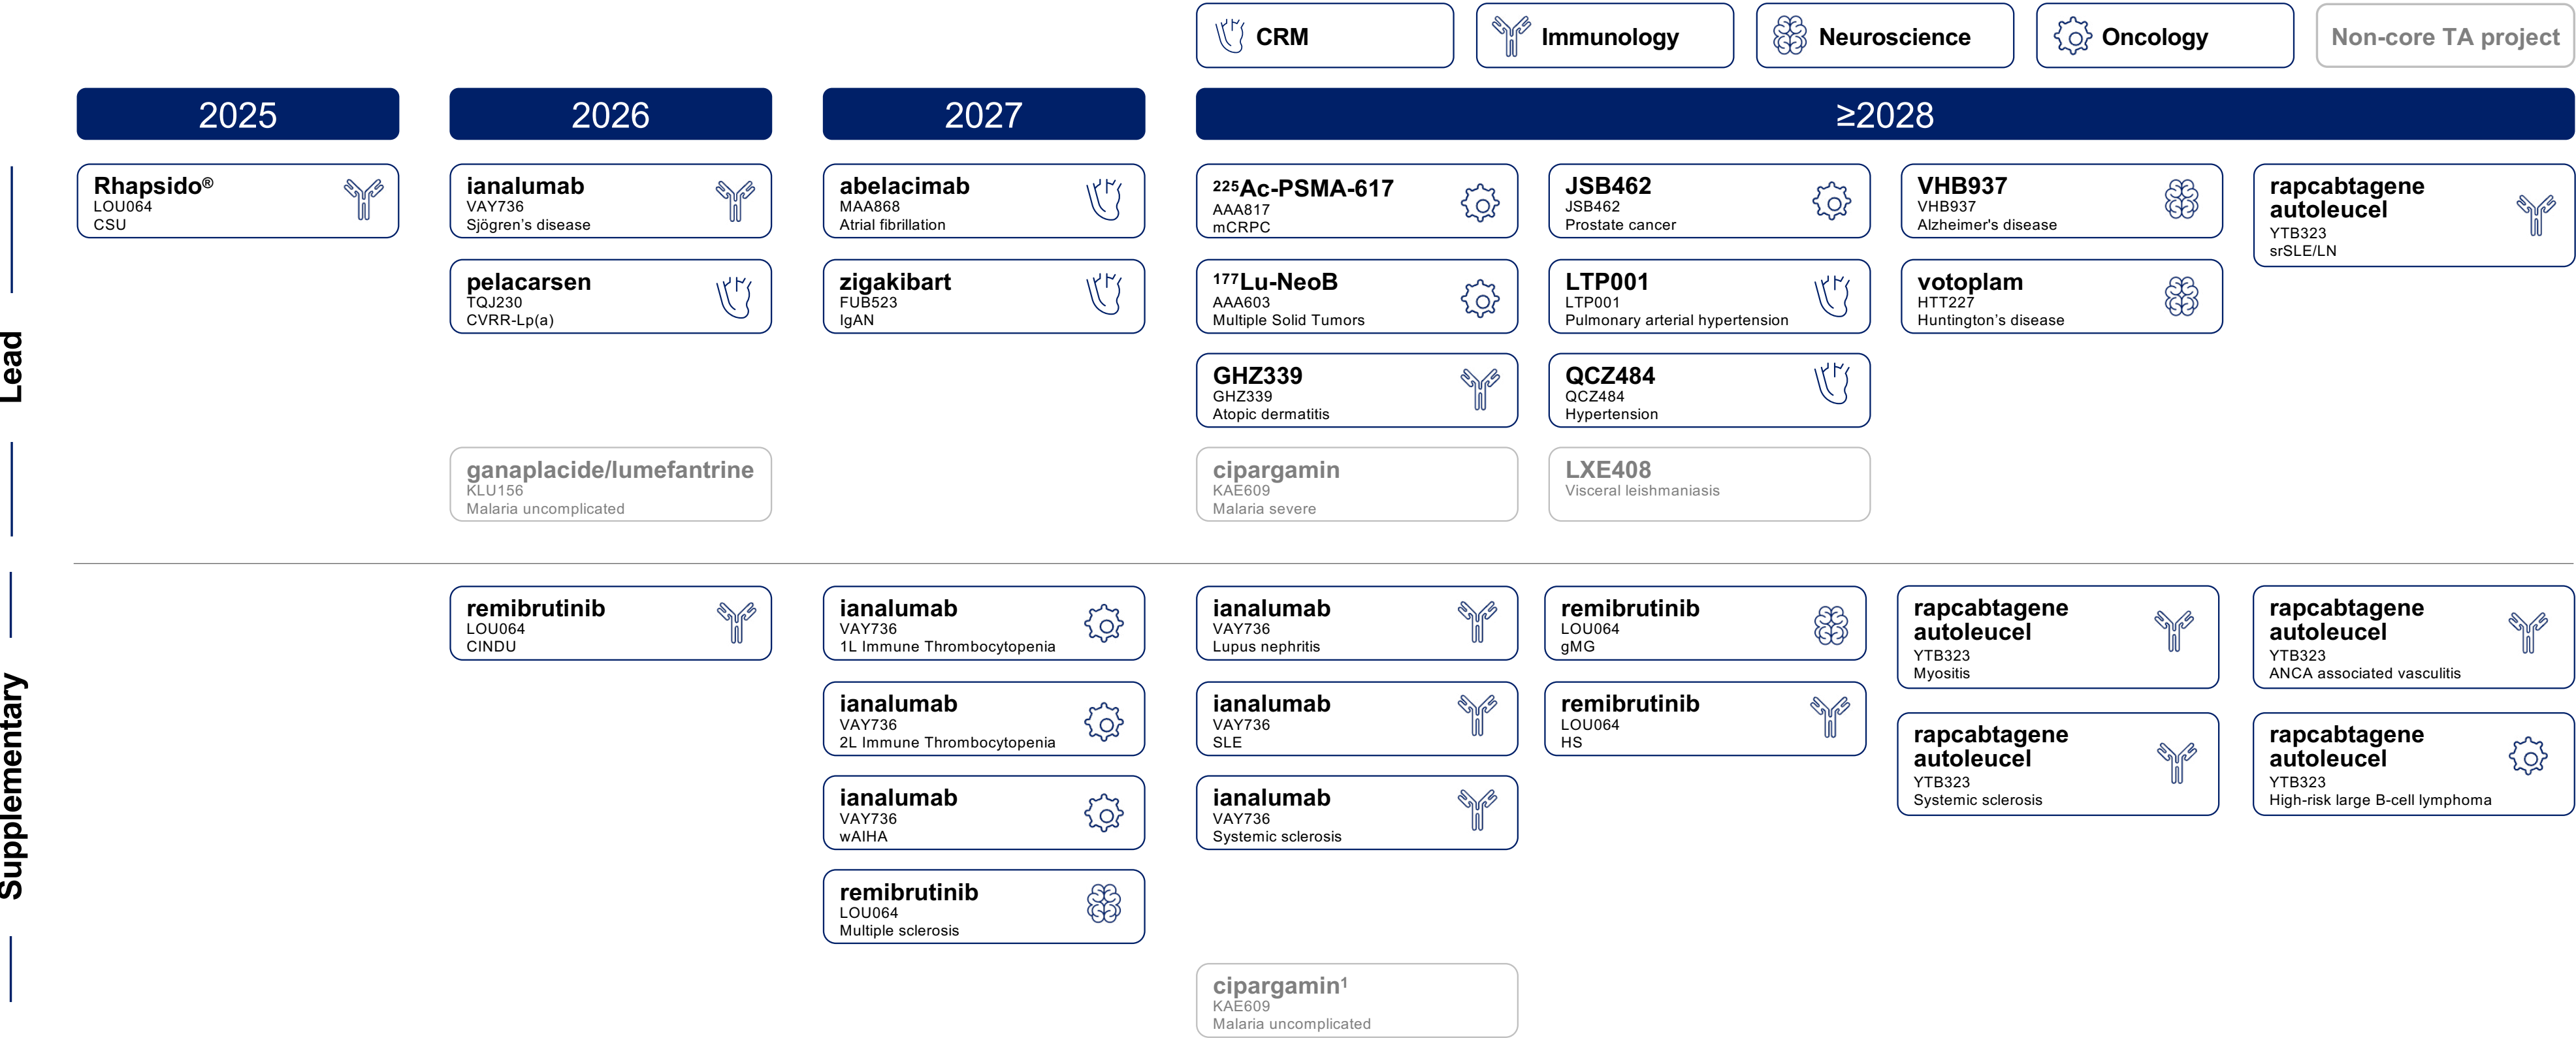 CRM
Immunology
Neuroscience
Oncology
Non-core TA project
2025
2026
2027
≥2028
Lead
Rhapsido®
LOU064
CSU
ianalumab
VAY736
Sjögren’s disease
pelacarsen
TQJ230
CVRR-Lp(a)
ganaplacide/lumefantrine
KLU156
Malaria uncomplicated
abelacimab
MAA868
Atrial fibrillation
zigakibart
FUB523
IgAN
²²⁵Ac-PSMA-617
AAA817
mCRPC
¹⁷⁷Lu-NeoB
AAA603
Multiple Solid Tumors
GHZ339
GHZ339
Atopic dermatitis
cipargamin
KAE609
Malaria severe
JSB462
JSB462
Prostate cancer
LTP001
LTP001
Pulmonary arterial hypertension
QCZ484
QCZ484
Hypertension
LXE408
Visceral leishmaniasis
VHB937
VHB937
Alzheimer's disease
votoplam
HTT227
Huntington’s disease
rapcabtagene
autoleucel
YTB323
srSLE/LN
Supplementary
remibrutinib
LOU064
CINDU
ianalumab
VAY736
1L Immune Thrombocytopenia
ianalumab
VAY736
2L Immune Thrombocytopenia
ianalumab
VAY736
wAIHA
remibrutinib
LOU064
Multiple sclerosis
ianalumab
VAY736
Lupus nephritis
ianalumab
VAY736
SLE
ianalumab
VAY736
Systemic sclerosis
cipargamin¹
KAE609
Malaria uncomplicated
remibrutinib
LOU064
gMG
remibrutinib
LOU064
HS
rapcabtagene
autoleucel
YTB323
Myositis
rapcabtagene
autoleucel
YTB323
Systemic sclerosis
rapcabtagene
autoleucel
YTB323
ANCA associated vasculitis
rapcabtagene
autoleucel
YTB323
High-risk large B-cell lymphoma